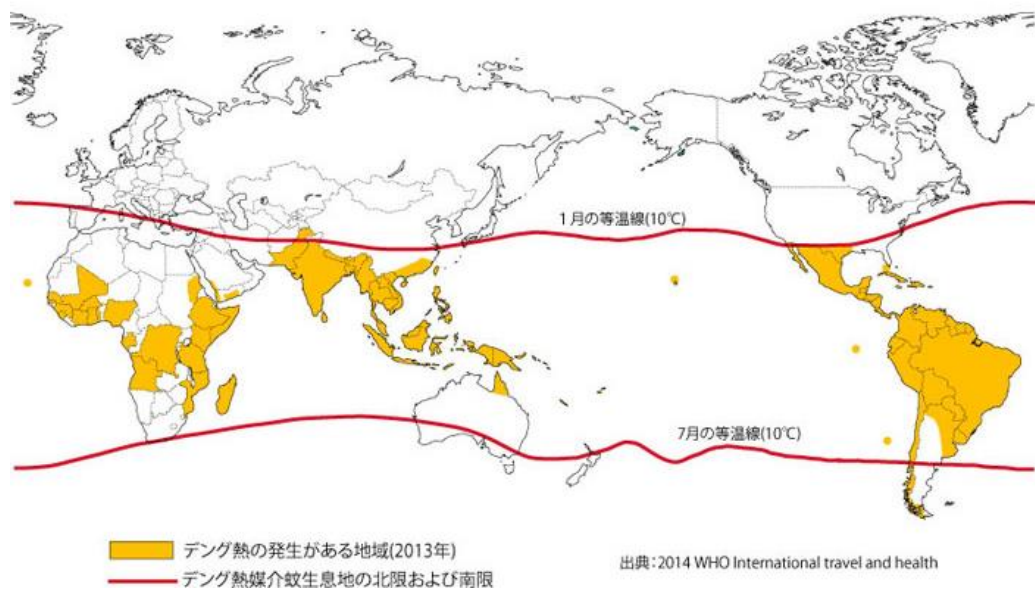 1月の等温線(10℃)
7月の等温線(10℃)
デング熱の発生がある地域(2013年)
デング熱媒介蚊生息地の北限および南限
出典：2014 WHO International travel and health